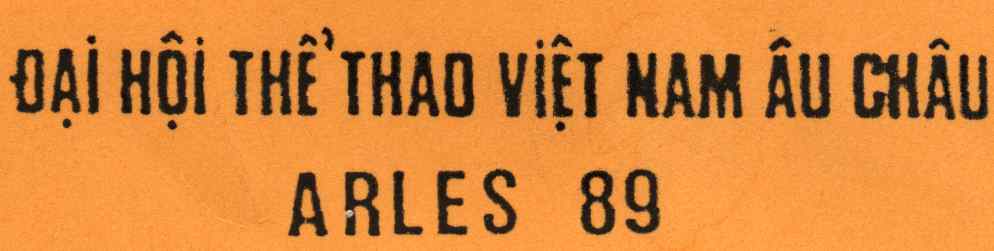 ĐẠi HỘi THỂ THAO ViỆT NAM ÂU CHÂU
ARLES 89